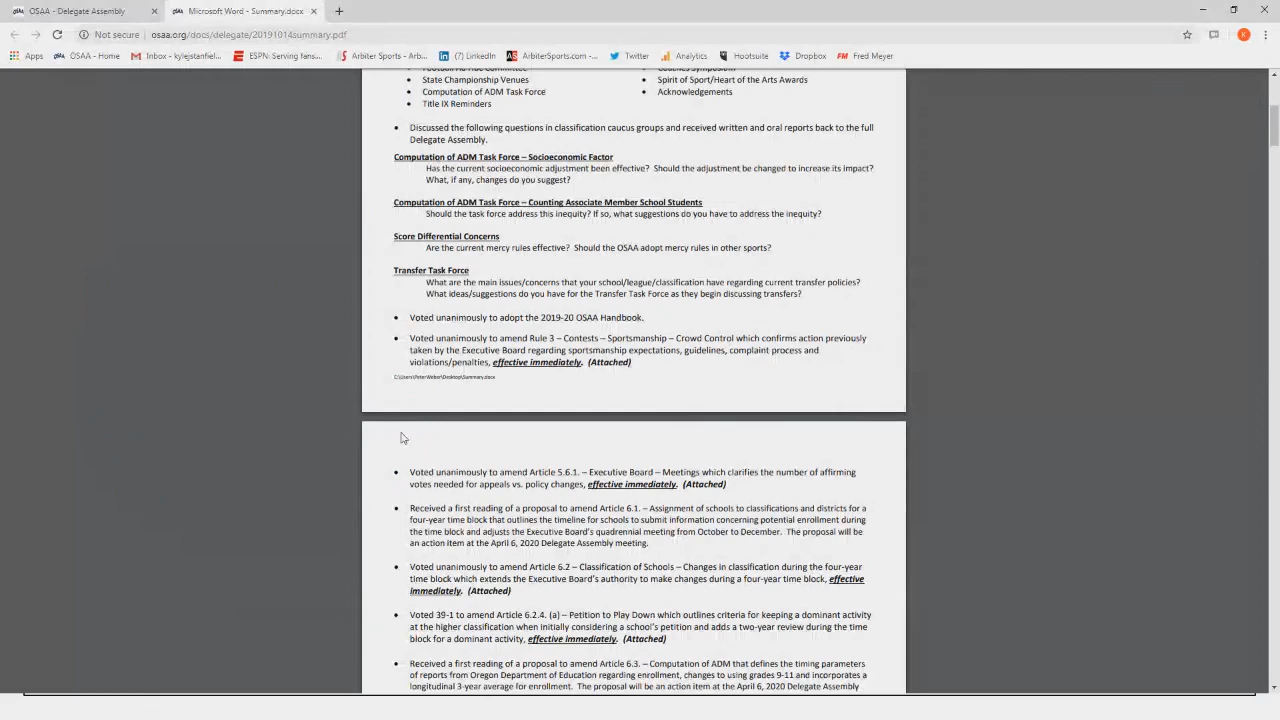 OSAA - Delegate Assembly
Microsoft Word - Summary.docx
Not secure | osaa.org/docs/delegate/20191014summary.pdf
Apps OSAA - Home Inbox - kylejstanfield... ESPN: Serving fans... Arbiter Sports - Arb... (7) LinkedIn ArbiterSports.com -... Twitter Analytics Hootsuite Dropbox Fred Meyer
• State Championship Venues
• Computation of ADM Task Force
• Title IX Reminders
• Spirit of Sport/Heart of the Arts Awards
• Acknowledgements
• Discussed the following questions in classification caucus groups and received written and oral reports back to the full
Delegate Assembly.
Computation of ADM Task Force – Socioeconomic Factor
Has the current socioeconomic adjustment been effective? Should the adjustment be changed to increase its impact?
What, if any, changes do you suggest?
Computation of ADM Task Force – Counting Associate Member School Students
Should the task force address this inequity? If so, what suggestions do you have to address the inequity?
Score Differential Concerns
Are the current mercy rules effective? Should the OSAA adopt mercy rules in other sports?
Transfer Task Force
What are the main issues/concerns that your school/league/classification have regarding current transfer policies?
What ideas/suggestions do you have for the Transfer Task Force as they begin discussing transfers?
• Voted unanimously to adopt the 2019-20 OSAA Handbook.
• Voted unanimously to amend Rule 3 – Contests – Sportsmanship – Crowd Control which confirms action previously
taken by the Executive Board regarding sportsmanship expectations, guidelines, complaint process and
violations/penalties, effective immediately. (Attached)
C:\Users\PeterWeber\Desktop\Summary.docx
• Voted unanimously to amend Article 5.6.1. – Executive Board – Meetings which clarifies the number of affirming
votes needed for appeals vs. policy changes, effective immediately. (Attached)
• Received a first reading of a proposal to amend Article 6.1. – Assignment of schools to classifications and districts for a
four-year time block that outlines the timeline for schools to submit information concerning potential enrollment during
the time block and adjusts the Executive Board's quadrennial meeting from October to December. The proposal will be
an action item at the April 6, 2020 Delegate Assembly meeting.
• Voted unanimously to amend Article 6.2 – Classification of Schools – Changes in classification during the four-year
time block which extends the Executive Board's authority to make changes during a four-year time block, effective
immediately. (Attached)
• Voted 39-1 to amend Article 6.2.4. (a) – Petition to Play Down which outlines criteria for keeping a dominant activity
at the higher classification when initially considering a school's petition and adds a two-year review during the time
block for a dominant activity, effective immediately. (Attached)
• Received a first reading of a proposal to amend Article 6.3. – Computation of ADM that defines the timing parameters
of reports from Oregon Department of Education regarding enrollment, changes to using grades 9-11 and incorporates a
longitudinal 3-year average for enrollment. The proposal will be an action item at the April 6, 2020 Delegate Assembly